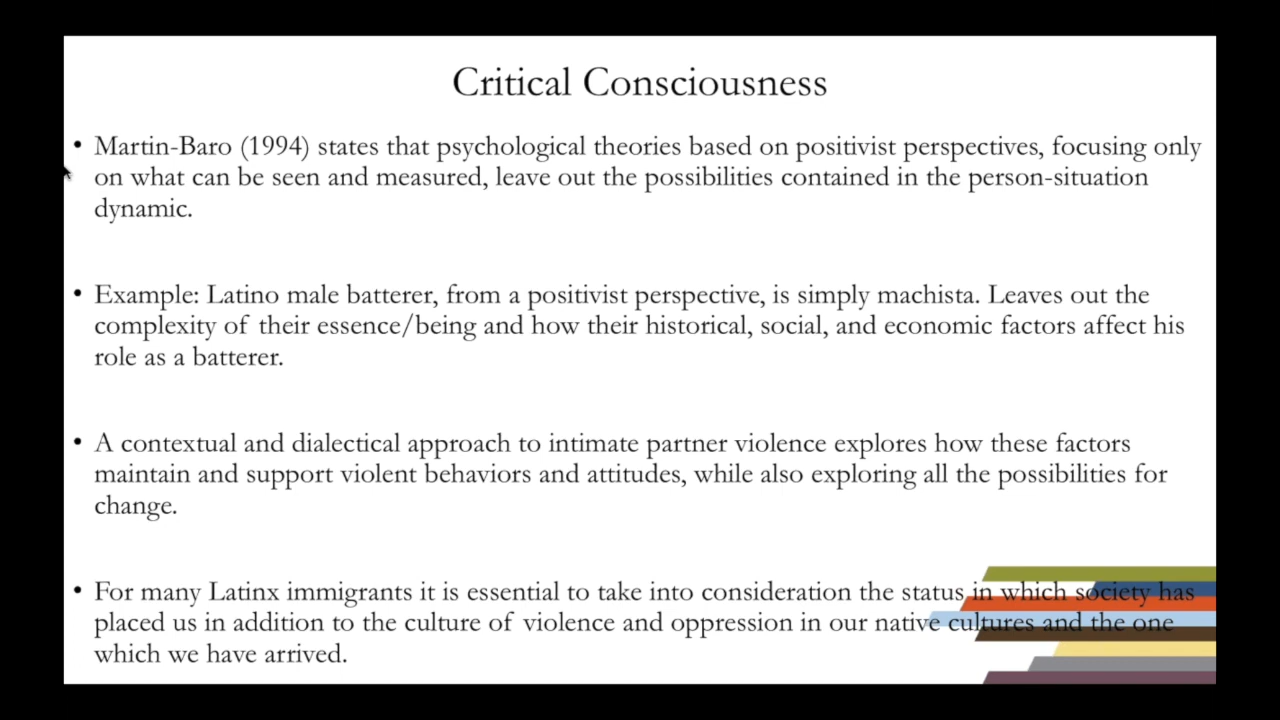 Critical Consciousness
• Martin-Baro (1994) states that psychological theories based on positivist perspectives, focusing only
on what can be seen and measured, leave out the possibilities contained in the person-situation
dynamic.
• Example: Latino male batterer, from a positivist perspective, is simply machista. Leaves out the
complexity of their essence/being and how their historical, social, and economic factors affect his
role as a batterer.
• A contextual and dialectical approach to intimate partner violence explores how these factors
maintain and support violent behaviors and attitudes, while also exploring all the possibilities for
change.
• For many Latinx immigrants it is essential to take into consideration the status in which society has
placed us in addition to the culture of violence and oppression in our native cultures and the one
which we have arrived.